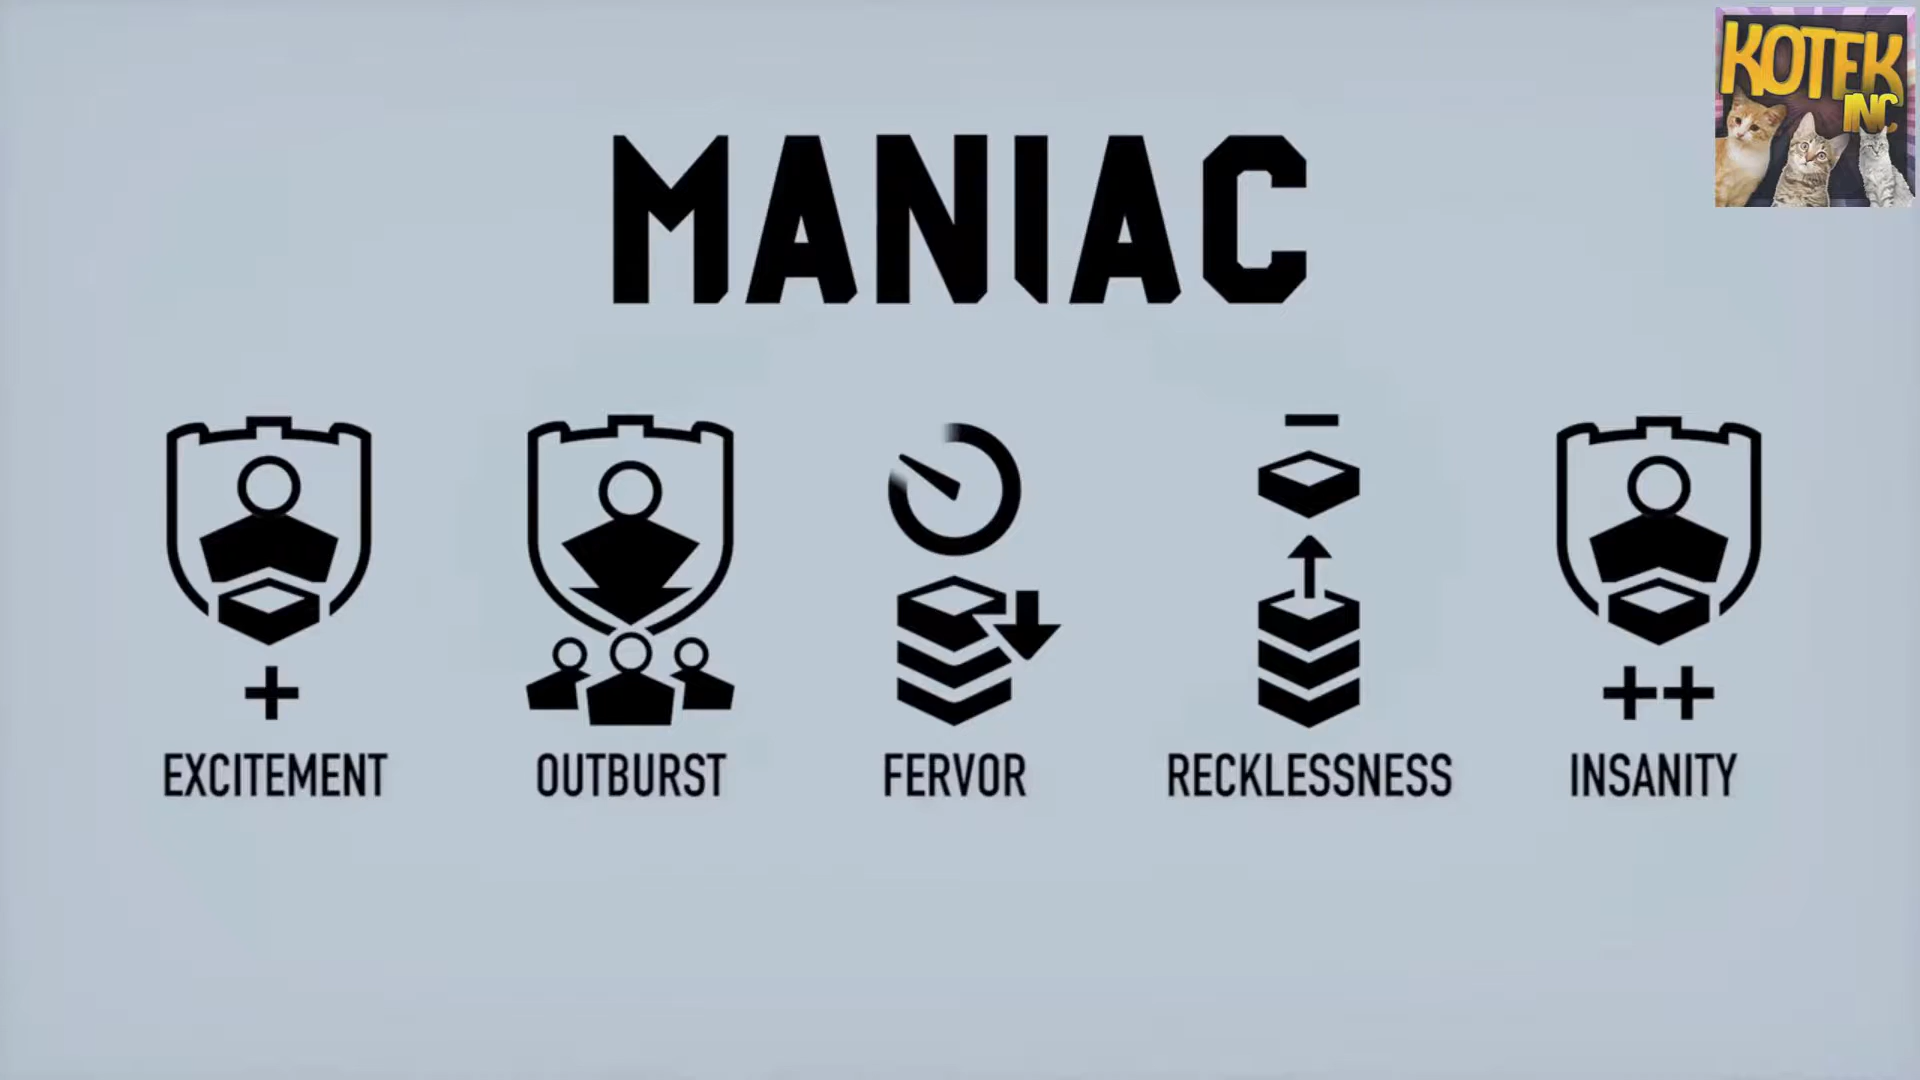 KOTEK
INC
MANIAC
+
++
EXCITEMENT
OUTBURST
FERVOR
RECKLESSNESS
INSANITY